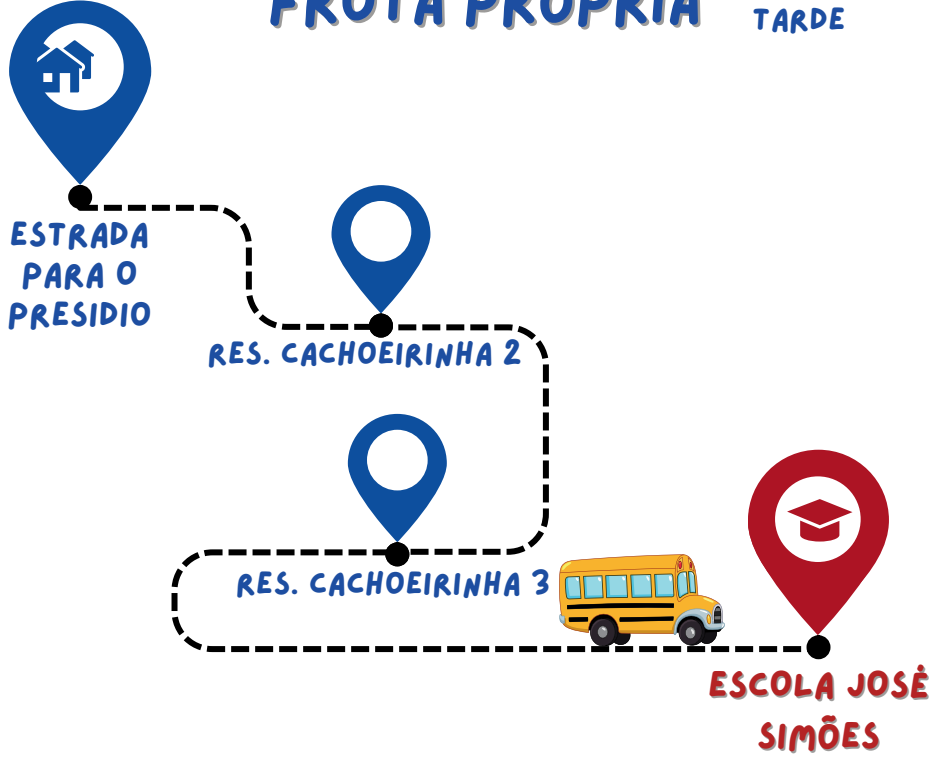 FROTA PRÓPRIA
TARDE
ESTRADA
PARA O
PRESIDIO
RES. CACHOEIRINHA 2
RES. CACHOEIRINHA 3
ESCOLA JOSÉ
SIMÕES